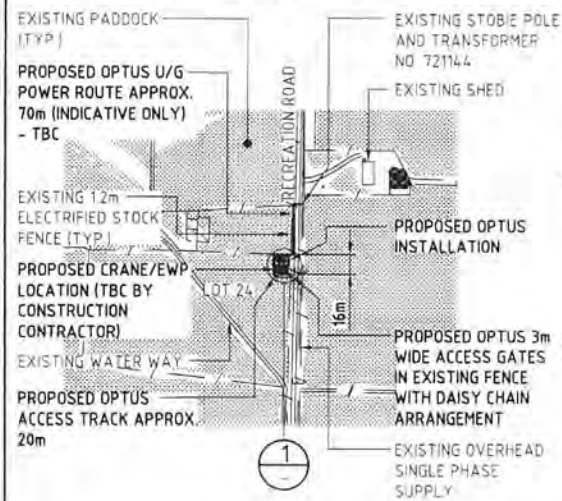 EXISTING PADDOCK
(TYP)
PROPOSED OPTUS U/G
POWER ROUTE APPROX.
70m (INDICATIVE ONLY)
- TBC
EXISTING 1.2m
ELECTRIFIED STOCK
FENCE (TYP)
PROPOSED CRANE/EWP
LOCATION (TBC BY
CONSTRUCTION
CONTRACTOR)
EXISTING WATER WAY
PROPOSED OPTUS
ACCESS TRACK APPROX.
20m
RECREATION ROAD
LOT 24
16m
1
-
EXISTING STOBIE POLE
AND TRANSFORMER
NO 721144
EXISTING SHED
PROPOSED OPTUS
INSTALLATION
PROPOSED OPTUS 3m
WIDE ACCESS GATES
IN EXISTING FENCE
WITH DAISY CHAIN
ARRANGEMENT
EXISTING OVERHEAD
SINGLE PHASE
SUPPLY